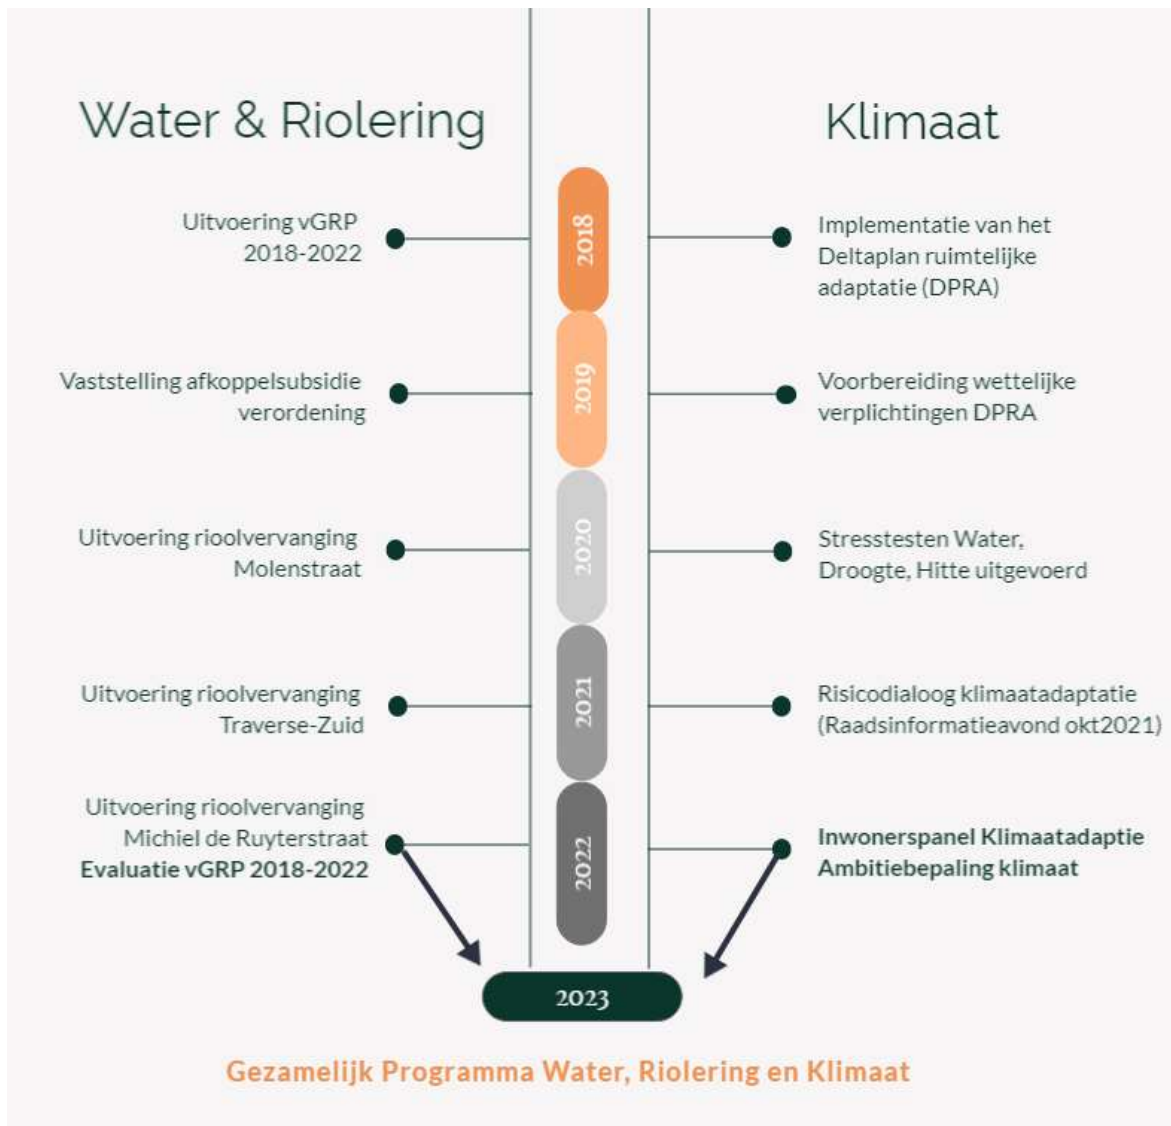 Water & Riolering
Klimaat
2018
Uitvoering vGRP
2018-2022
Implementatie van het
Deltaplan ruimtelijke
adaptatie (DPRA)
2019
Vaststelling afkoppelsubsidie
verordening
Voorbereiding wettelijke
verplichtingen DPRA
2020
Uitvoering rioolvervanging
Molenstraat
Stresstesten Water,
Droogte, Hitte uitgevoerd
2021
Uitvoering rioolvervanging
Traverse-Zuid
Risicodialoog klimaatadaptatie
(Raadsinformatieavond okt2021)
2022
Uitvoering rioolvervanging
Michiel de Ruyterstraat
Evaluatie vGRP 2018-2022
Inwonerspanel Klimaatadaptie
Ambitiebepaling klimaat
2023
Gezamelijk Programma Water, Riolering en Klimaat